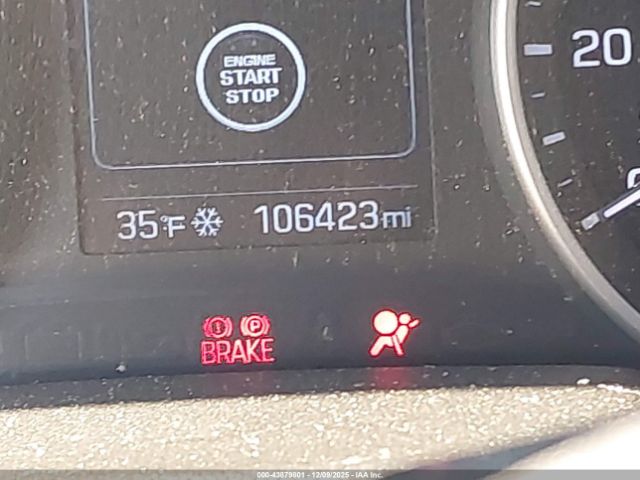 ENGINE
START
STOP
20
35°F 106423mi
P
BRAKE
000-43879801 - 12/09/2025 - IAA Inc.